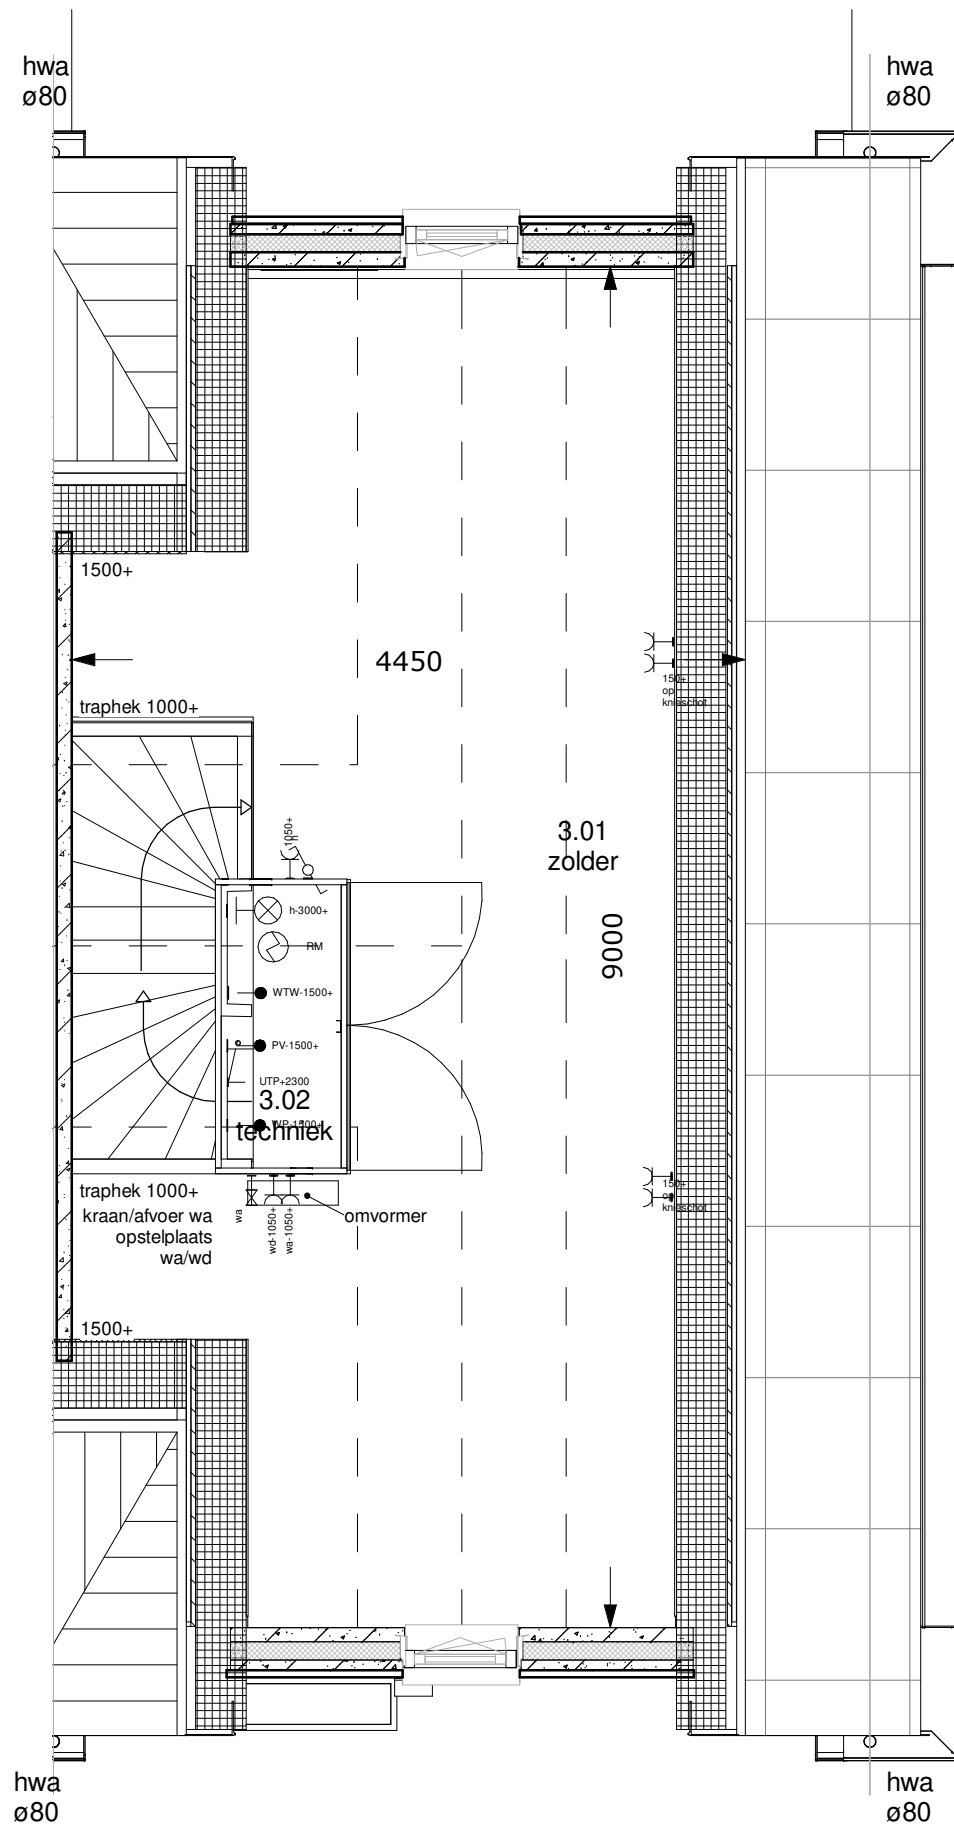 hwa
ø80
hwa
ø80
1500+
4450
150+
op
knieschot
traphek 1000+
3.01
zolder
1050+
h-3000+
RM
9000
WTW-1500+
PV-1500+
UTP+2300
3.02
WP-1500+
techniek
traphek 1000+
kraan/afvoer wa
opstelplaats
wa/wd
wa
wd-1050+
wa-1050+
omvormer
150+
op
knieschot
1500+
hwa
ø80
hwa
ø80